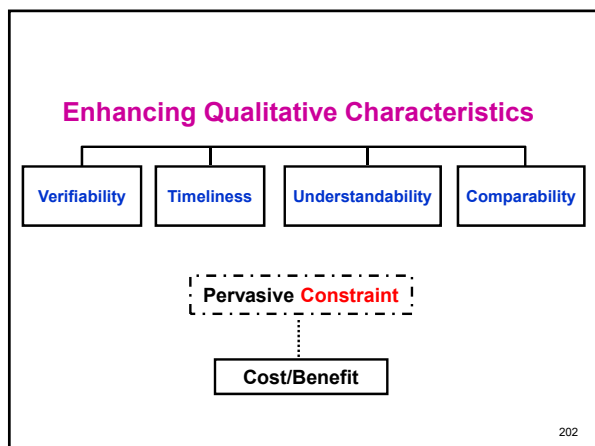 Enhancing Qualitative Characteristics
Verifiability
Timeliness
Understandability
Comparability
Pervasive Constraint
Cost/Benefit
202